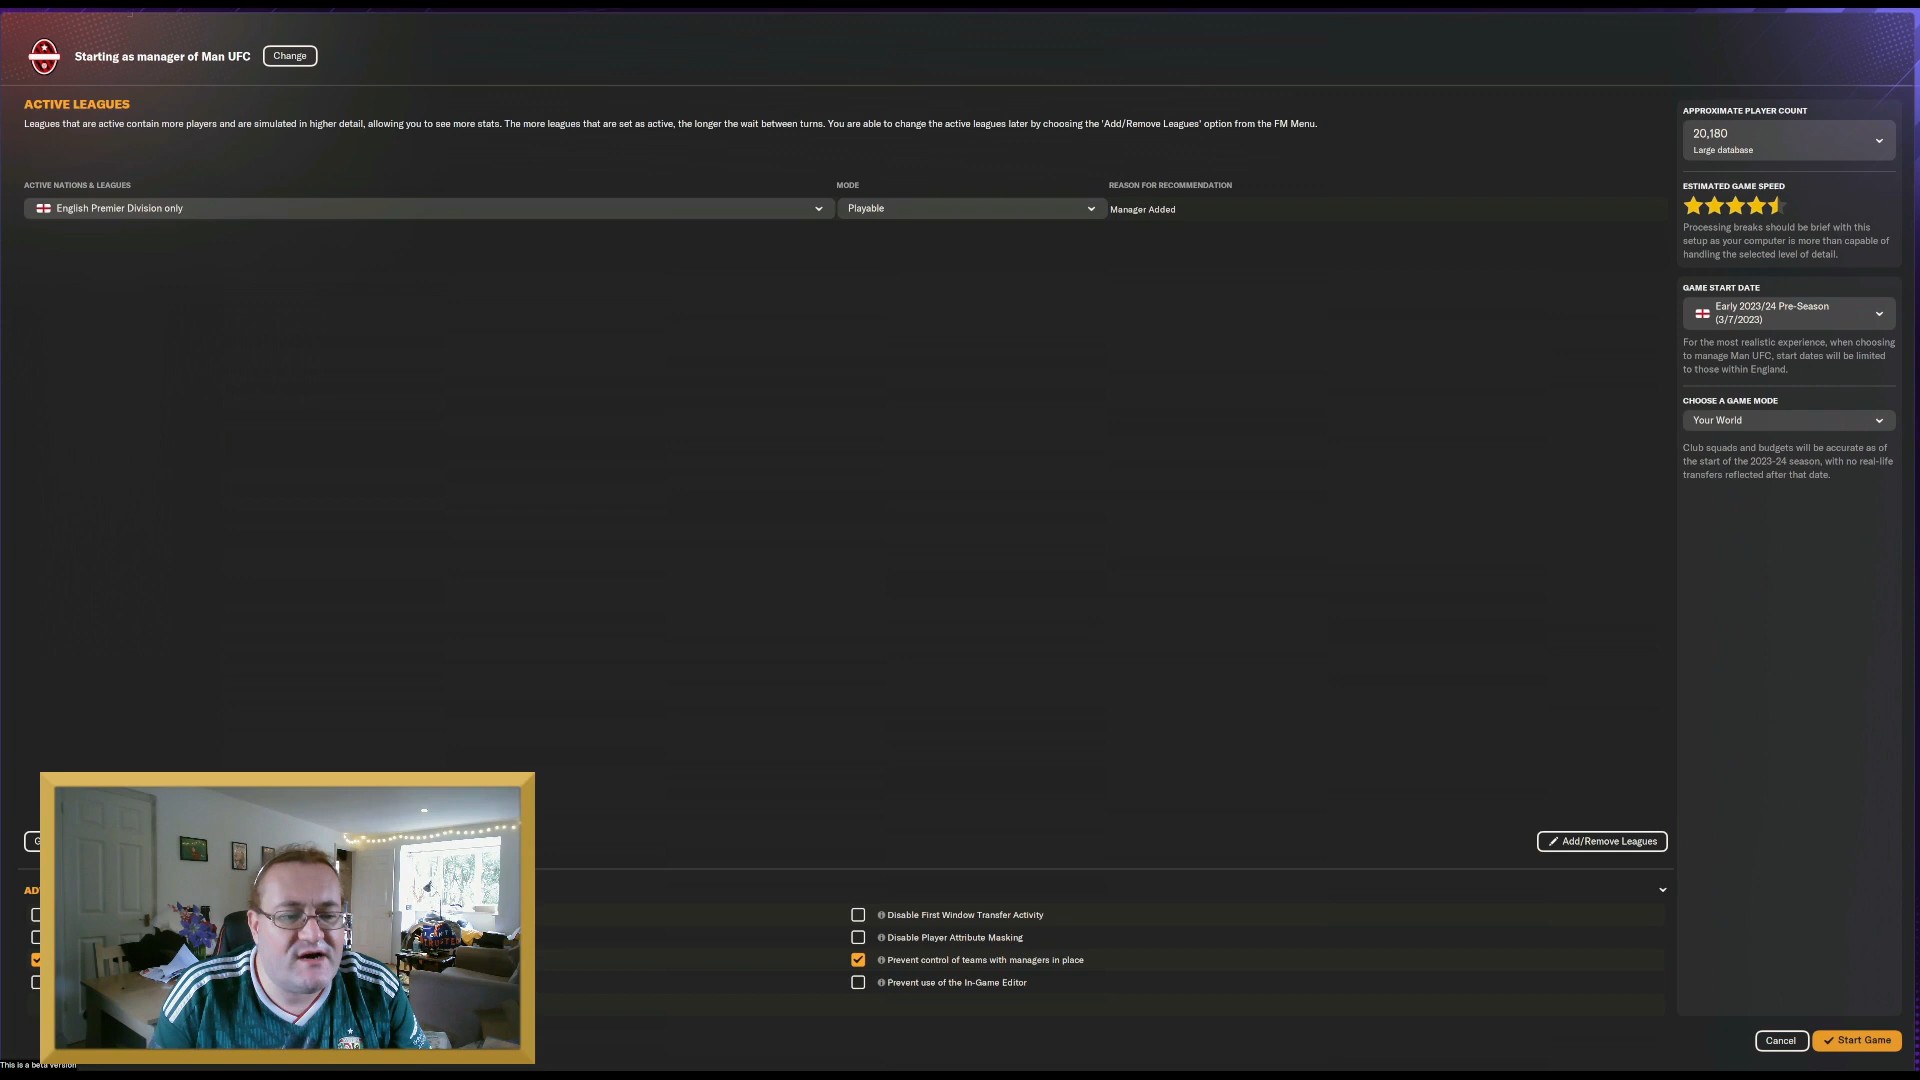 Starting as manager of Man UFC
Change
ACTIVE LEAGUES
Leagues that are active contain more players and are simulated in higher detail, allowing you to see more stats. The more leagues that are set as active, the longer the wait between turns. You are able to change the active leagues later by choosing the 'Add/Remove Leagues' option from the FM Menu.
ACTIVE NATIONS & LEAGUES
MODE
REASON FOR RECOMMENDATION
English Premier Division only
Playable
Manager Added
APPROXIMATE PLAYER COUNT
20,180
Large database
ESTIMATED GAME SPEED
Processing breaks should be brief with this
setup as your computer is more than capable of
handling the selected level of detail.
GAME START DATE
Early 2023/24 Pre-Season
(3/7/2023)
For the most realistic experience, when choosing
to manage Man UFC, start dates will be limited
to those within England.
CHOOSE A GAME MODE
Your World
Club squads and budgets will be accurate as of
the start of the 2023-24 season, with no real-life
transfers reflected after that date.
Add/Remove Leagues
Disable First Window Transfer Activity
Disable Player Attribute Masking
Prevent control of teams with managers in place
Prevent use of the In-Game Editor
Cancel
Start Game
This is a beta version